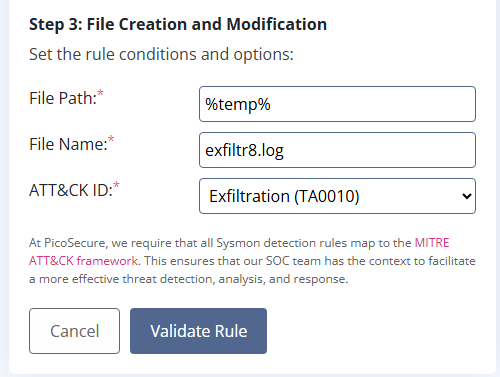 Step 3: File Creation and Modification
Set the rule conditions and options:
File Path:* %temp%
File Name:* exfiltr8.log
ATT&CK ID:* Exfiltration (TA0010)
At PicoSecure, we require that all Sysmon detection rules map to the MITRE
ATT&CK framework. This ensures that our SOC team has the context to facilitate
a more effective threat detection, analysis, and response.
Cancel Validate Rule